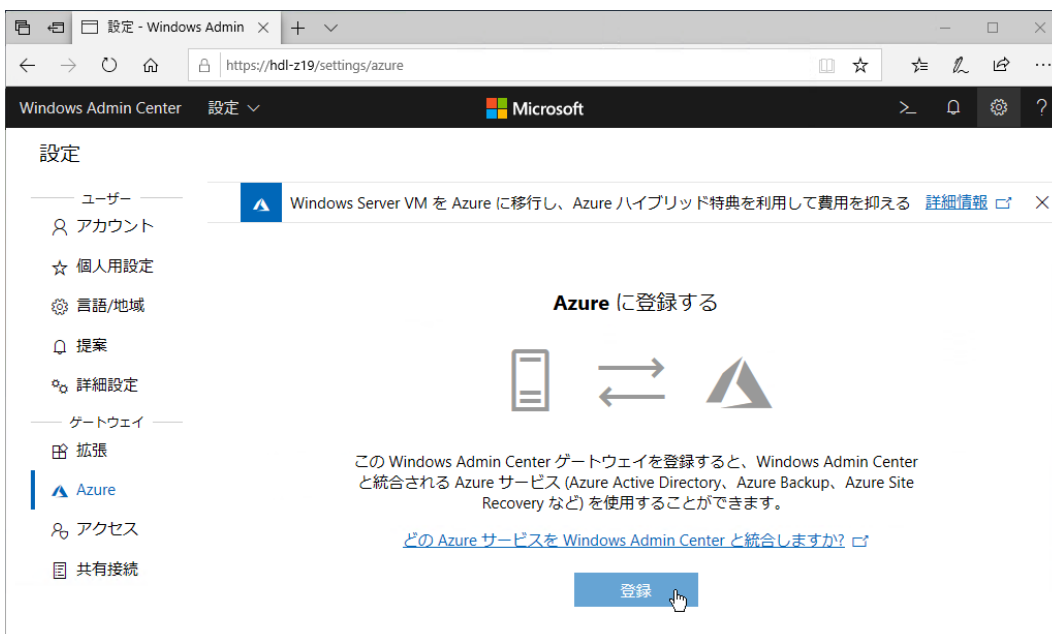 設定 - Windows Admin
https://hdl-z19/settings/azure
Windows Admin Center 設定 Microsoft >_ ?
設定
ユーザー
アカウント
個人用設定
言語/地域
提案
詳細設定
ゲートウェイ
拡張
Azure
アクセス
共有接続
Windows Server VM を Azure に移行し、Azure ハイブリッド特典を利用して費用を抑える 詳細情報
Azure に登録する
この Windows Admin Center ゲートウェイを登録すると、Windows Admin Center
と統合される Azure サービス (Azure Active Directory、Azure Backup、Azure Site
Recovery など) を使用することができます。
どの Azure サービスを Windows Admin Center と統合しますか?
登録